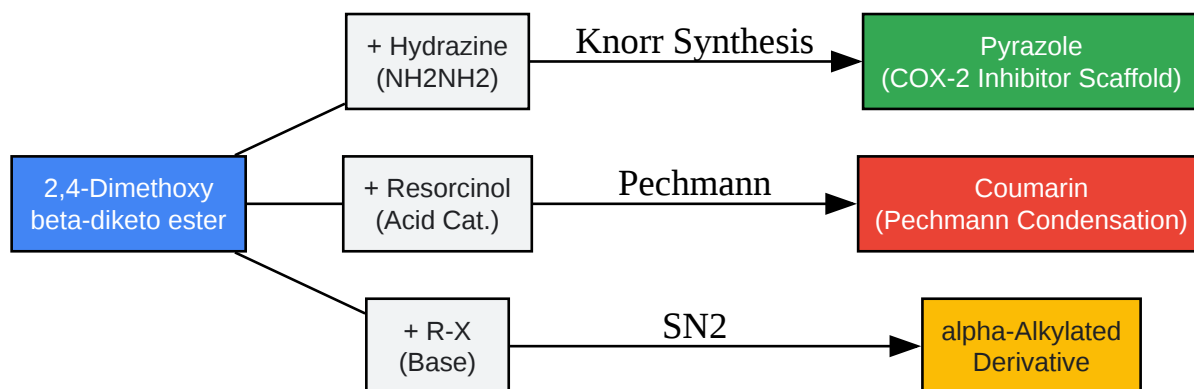 + Hydrazine
(NH2NH2)
Knorr Synthesis
Pyrazole
(COX-2 Inhibitor Scaffold)
2,4-Dimethoxy
beta-diketo ester
+ Resorcinol
(Acid Cat.)
Pechmann
Coumarin
(Pechmann Condensation)
+ R-X
(Base)
SN2
alpha-Alkylated
Derivative